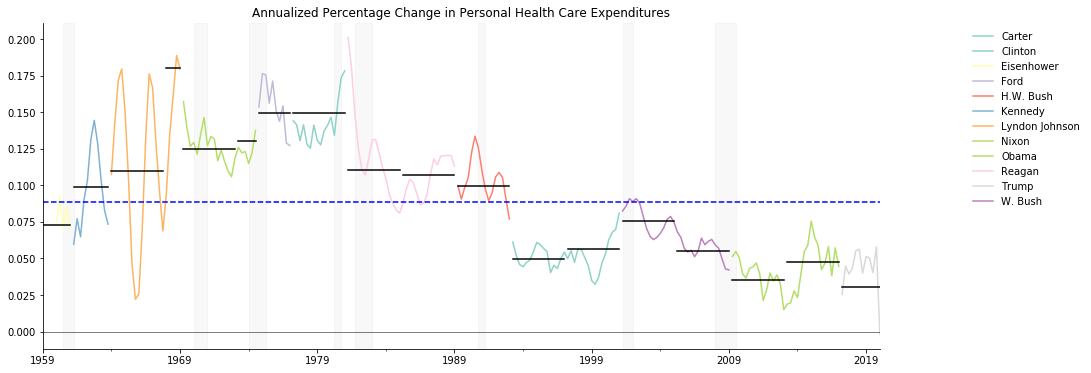 Annualized Percentage Change in Personal Health Care Expenditures
0.200
0.175
0.150
0.125
0.100
0.075
0.050
0.025
0.000
1959
1969
1979
1989
1999
2009
2019
Carter
Clinton
Eisenhower
Ford
H.W. Bush
Kennedy
Lyndon Johnson
Nixon
Obama
Reagan
Trump
W. Bush